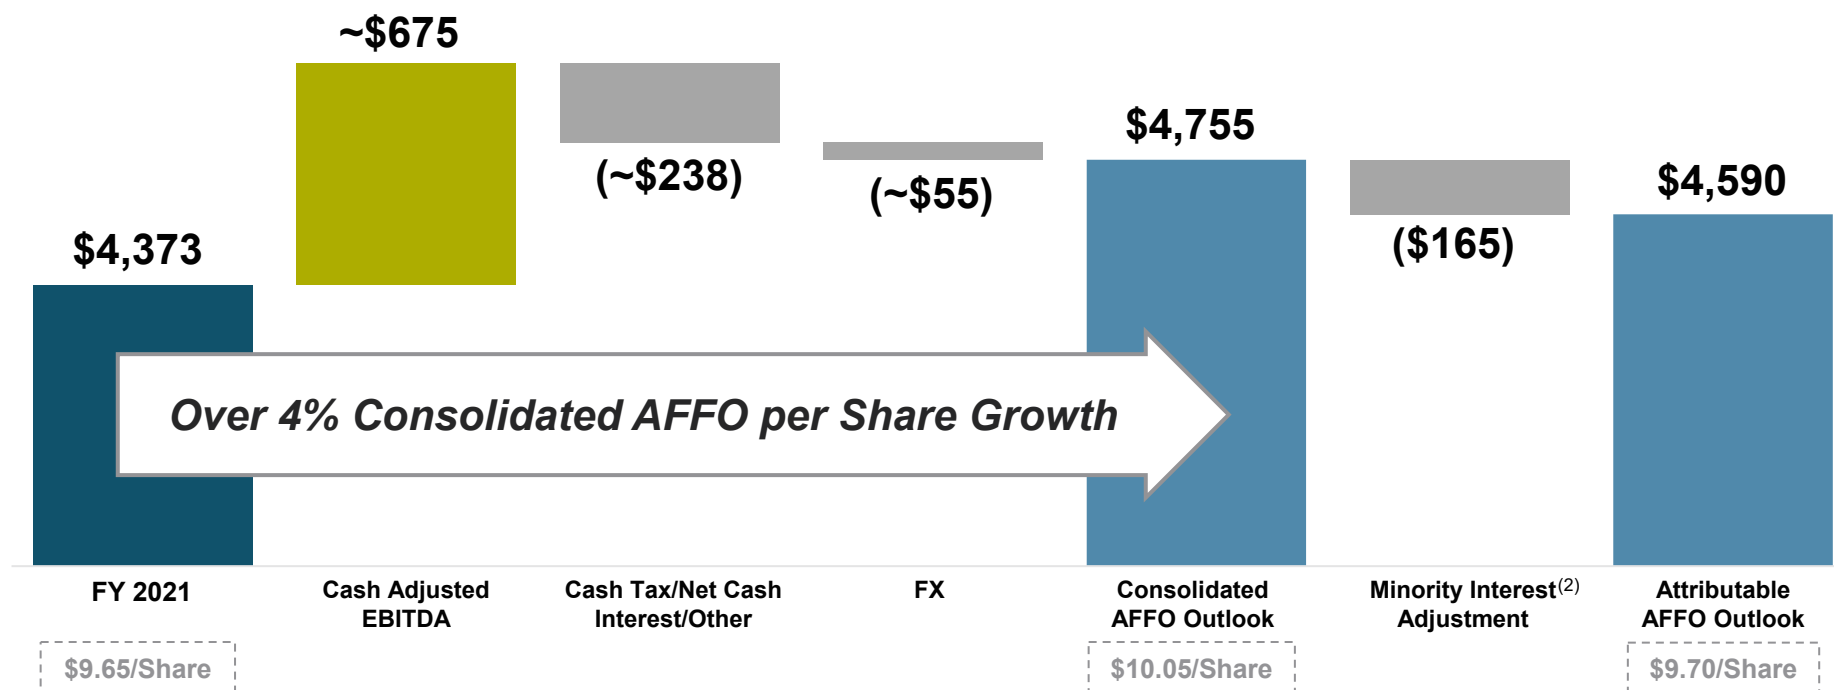 ~$675
$4,755
(~$238)
(~$55)
$4,590
$4,373
($165)
Over 4% Consolidated AFFO per Share Growth
FY 2021
Cash Adjusted
EBITDA
Cash Tax/Net Cash
Interest/Other
FX
Consolidated
AFFO Outlook
Minority Interest(2)
Adjustment
Attributable
AFFO Outlook
$9.65/Share
$10.05/Share
$9.70/Share